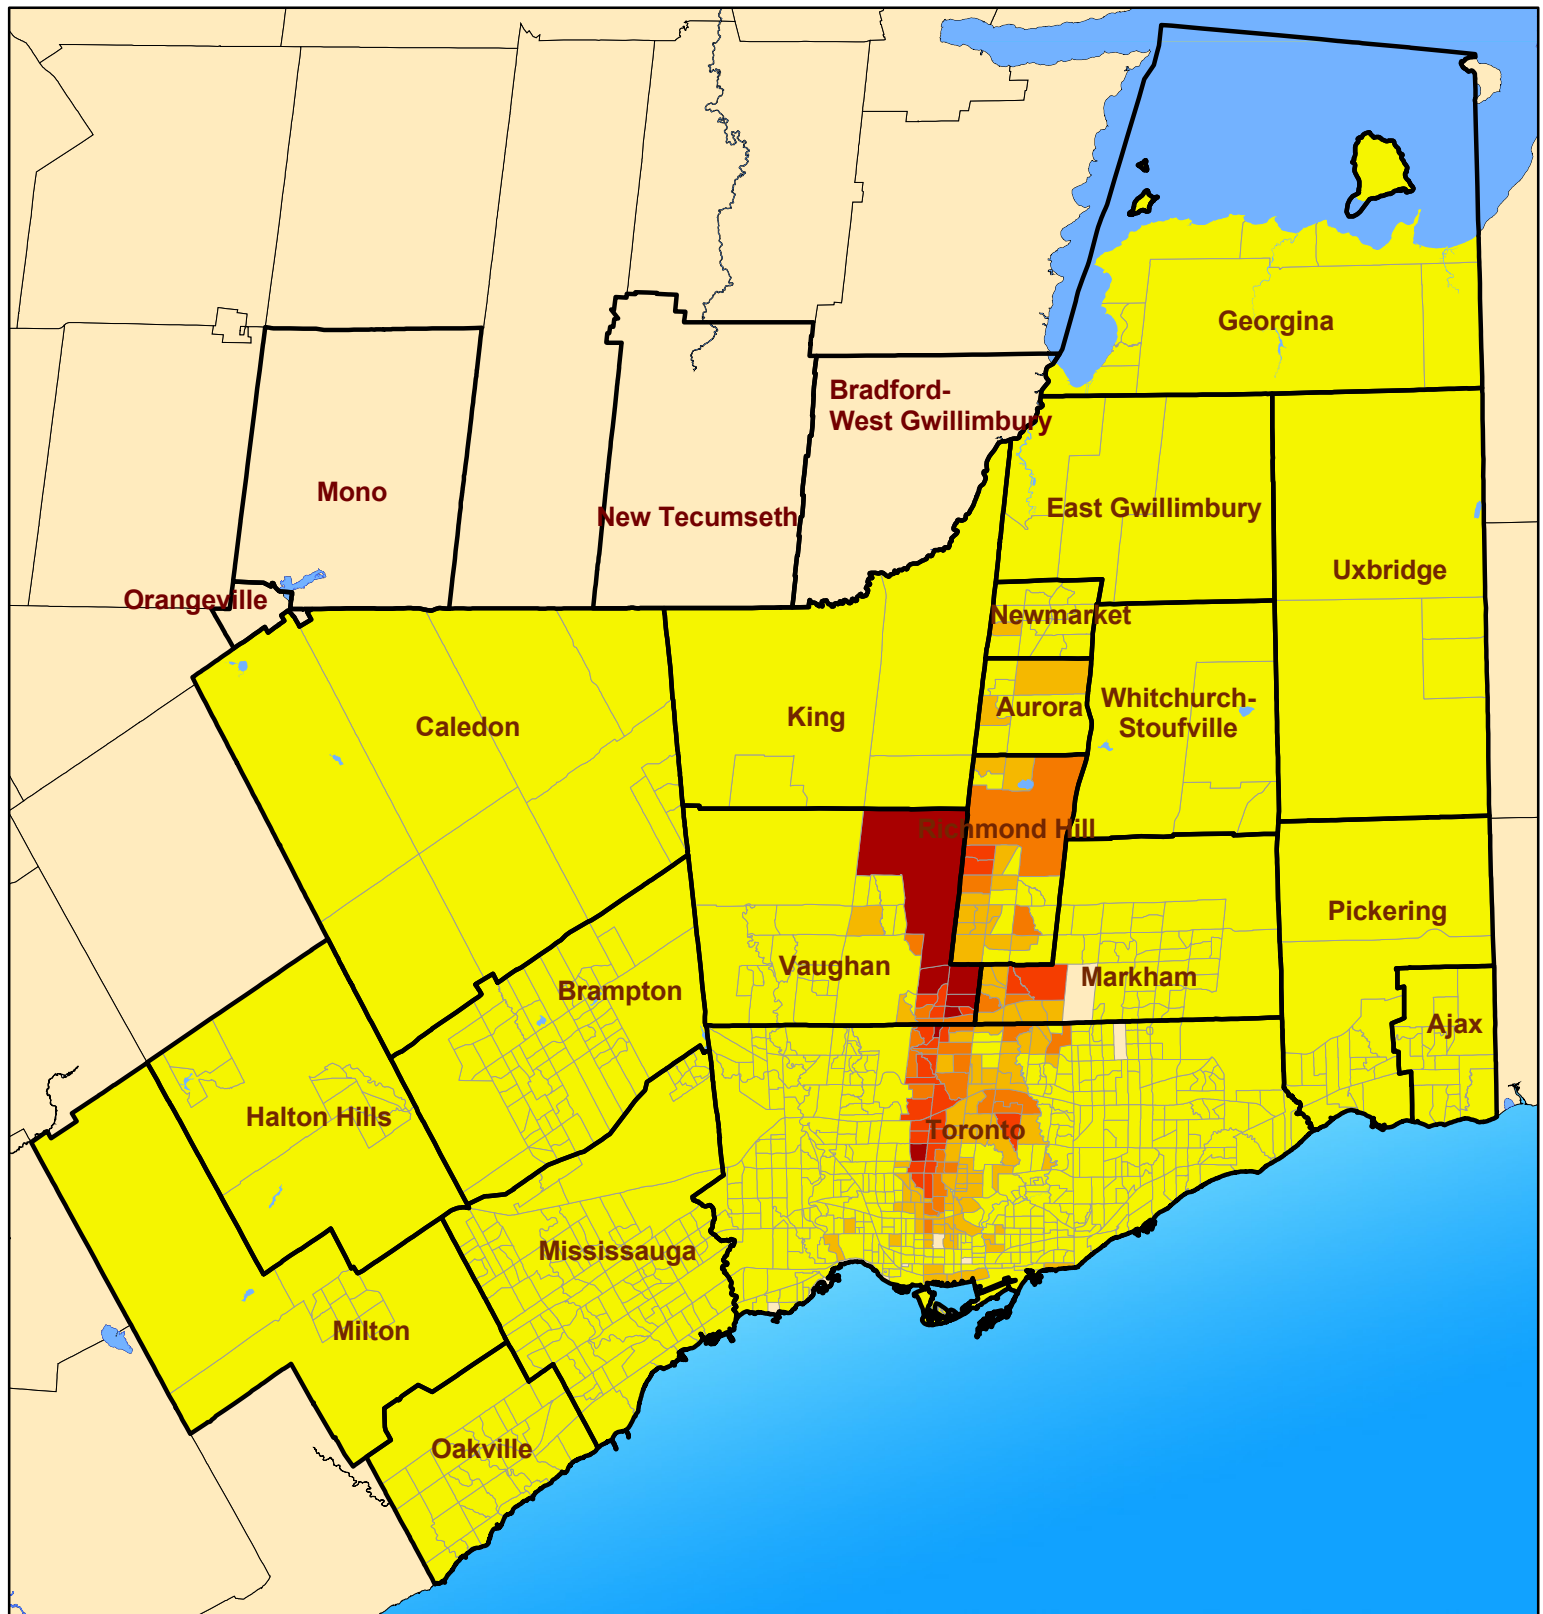 Georgina
Bradford-
West Gwillimbury
Mono
New Tecumseth
East Gwillimbury
Uxbridge
Orangeville
Newmarket
Caledon
King
Aurora
Whitchurch-
Stoufville
Richmond Hill
Pickering
Vaughan
Markham
Brampton
Ajax
Halton Hills
Toronto
Mississauga
Milton
Oakville